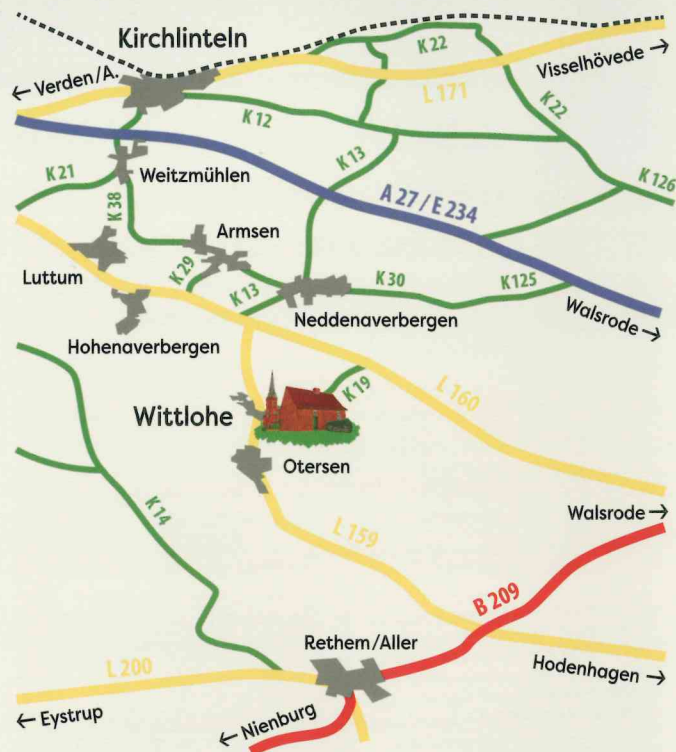 Kirchlinteln
K 22
← Verden/A.
Visselhövede →
L 171
K 22
K 12
K 13
K 21
Weitzmühlen
K 126
K 38
A 27 / E 234
Armsen
Luttum
K 29
K 30
K 125
K 13
Neddenaverbergen
Walsrode →
Hohenaverbergen
K 19
L 160
Wittlohe
Otersen
K 14
Walsrode →
L 159
B 209
Rethem/Aller
L 200
Hodenhagen →
← Eystrup
← Nienburg